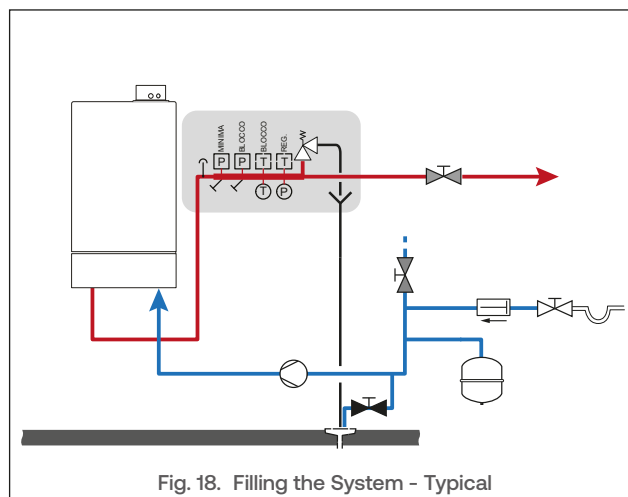 MINIMA
BLOCCO
BLOCCO
REG.
P
P
T
T
T
P
Fig. 18. Filling the System - Typical